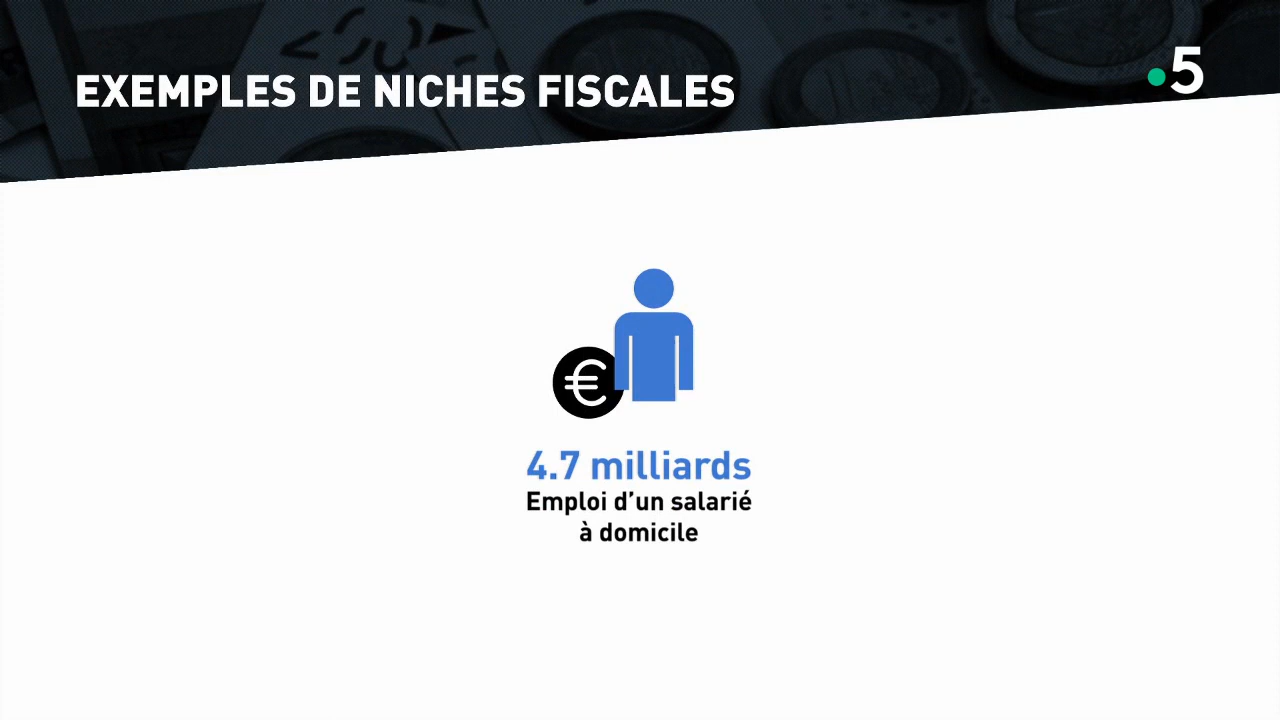 EXEMPLES DE NICHES FISCALES
5
€
4.7 milliards
Emploi d'un salarié
à domicile